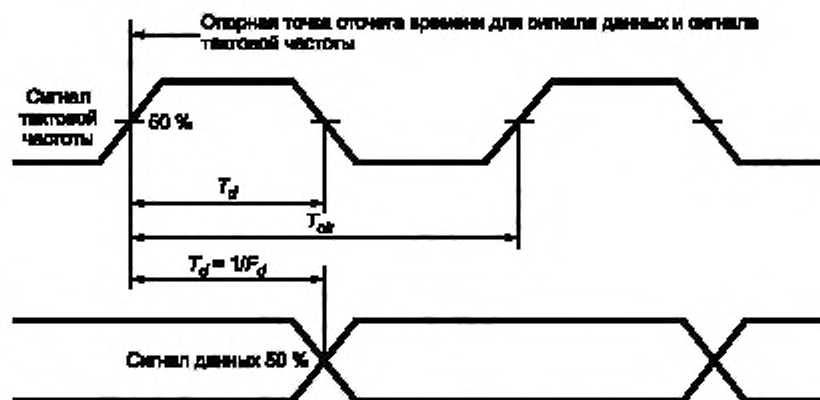 Опорная точка отсчета времени для сигнала данных и сигнала
тактовой частоты
Сигнал
тактовой
частоты
50 %
T_d
T_clk
T_d = 1/F_d
Сигнал данных 50 %